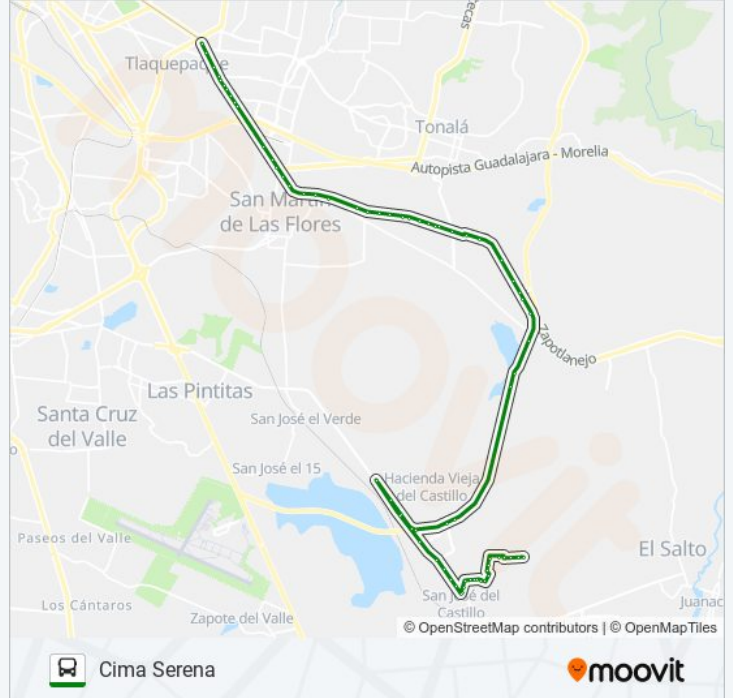 ecas
Tlaquepaque
Tonalá
Autopista Guadalajara - Morelia
San Martín
de Las Flores
Zapotlanejo
Las Pintitas
Santa Cruz
del Valle
San José el Verde
San José el 15
Hacienda Vieja
del Castillo
Paseos del Valle
El Salto
San José del
Castillo
Los Cántaros
Zapote del Valle
Juanac
© OpenStreetMap contributors | © OpenMapTiles
Cima Serena
moovit